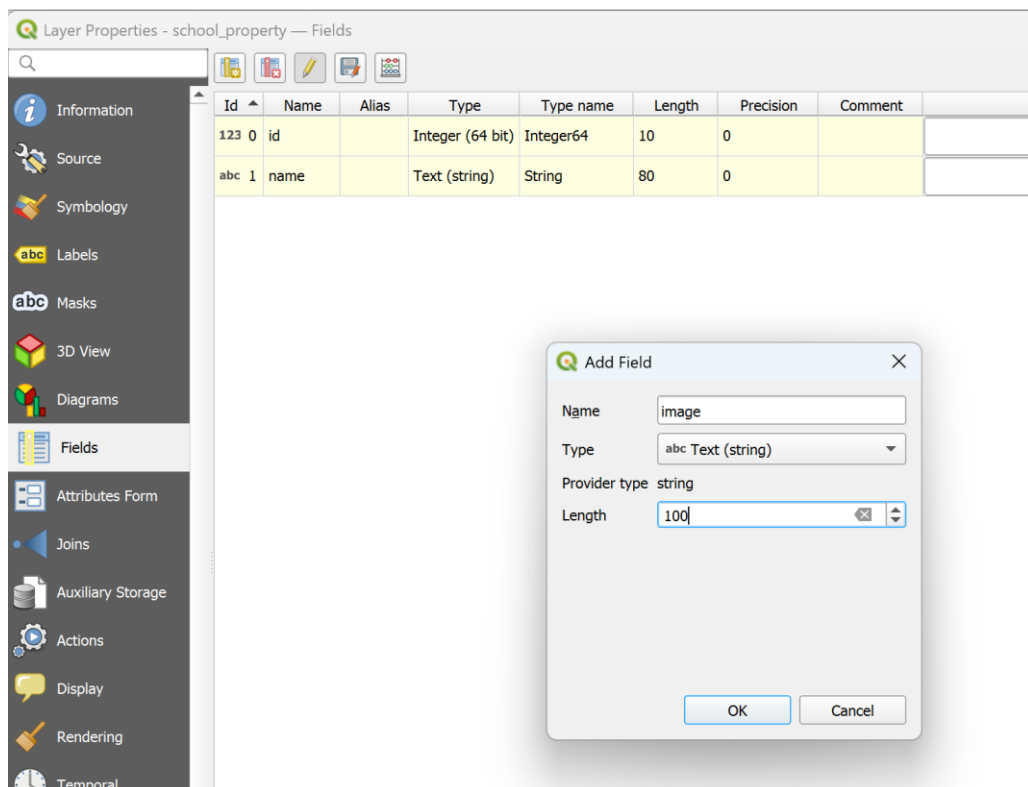 Layer Properties - school_property — Fields
Id Name Alias Type Type name Length Precision Comment
123 0 id Integer (64 bit) Integer64 10 0
abc 1 name Text (string) String 80 0
Information
Source
Symbology
abc Labels
abc Masks
3D View
Diagrams
Fields
Attributes Form
Joins
Auxiliary Storage
Actions
Display
Rendering
Temporal
Add Field
Name image
Type abc Text (string)
Provider type string
Length 100
OK Cancel